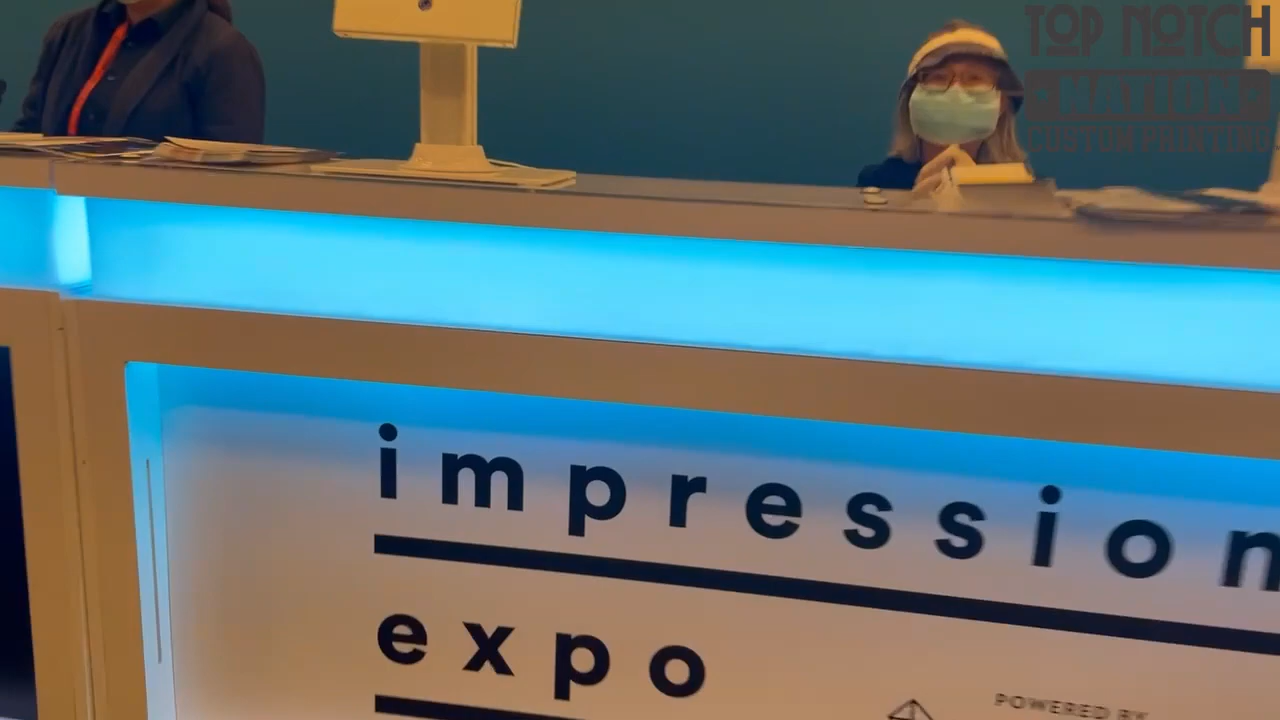 TOP NOTCH
NATION
CUSTOM PRINTING
impression
expo
POWERED BY